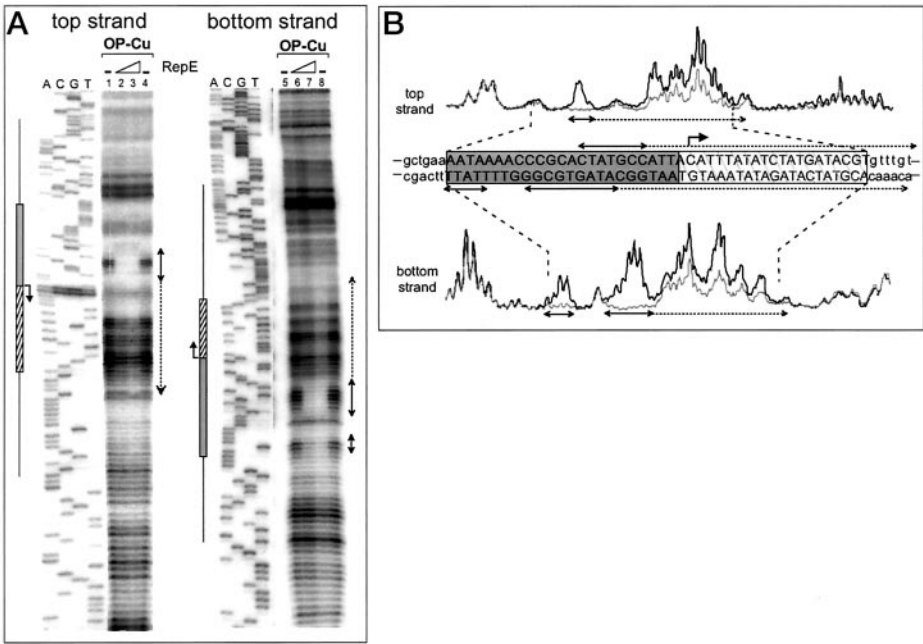 A
top strand
bottom strand
OP-Cu
OP-Cu
RepE
A C G T
- 1 2 3 4 -
A C G T
- 5 6 7 8 -
B
top strand
–gctgaaAATAAAACCCGCACTATGCCATTACATTTATATCTATGATACGTgtttgt–
–cgacttTTATTTTGGGCGTGATACGGTAATGTAAATATAGATACTATGCAcaaaca–
bottom strand